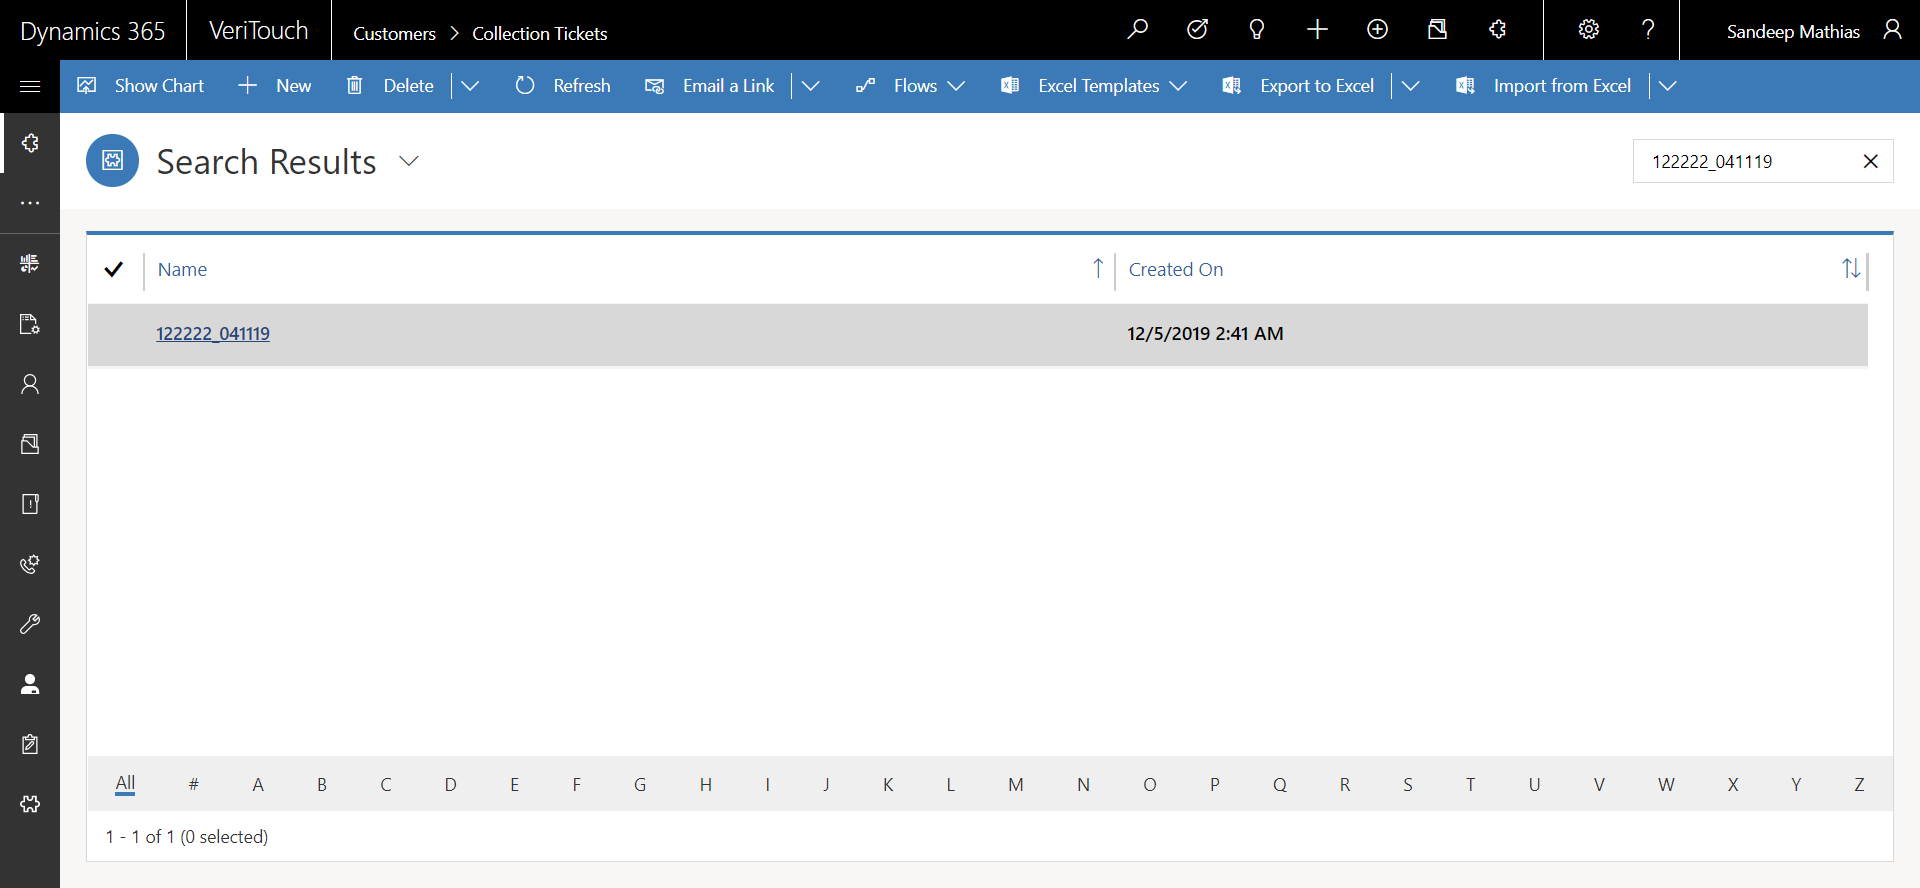 Dynamics 365 VeriTouch Customers > Collection Tickets Sandeep Mathias
Show Chart New Delete Refresh Email a Link Flows Excel Templates Export to Excel Import from Excel
Search Results 122222_041119
Name Created On
122222_041119 12/5/2019 2:41 AM
All # A B C D E F G H I J K L M N O P Q R S T U V W X Y Z
1 - 1 of 1 (0 selected)